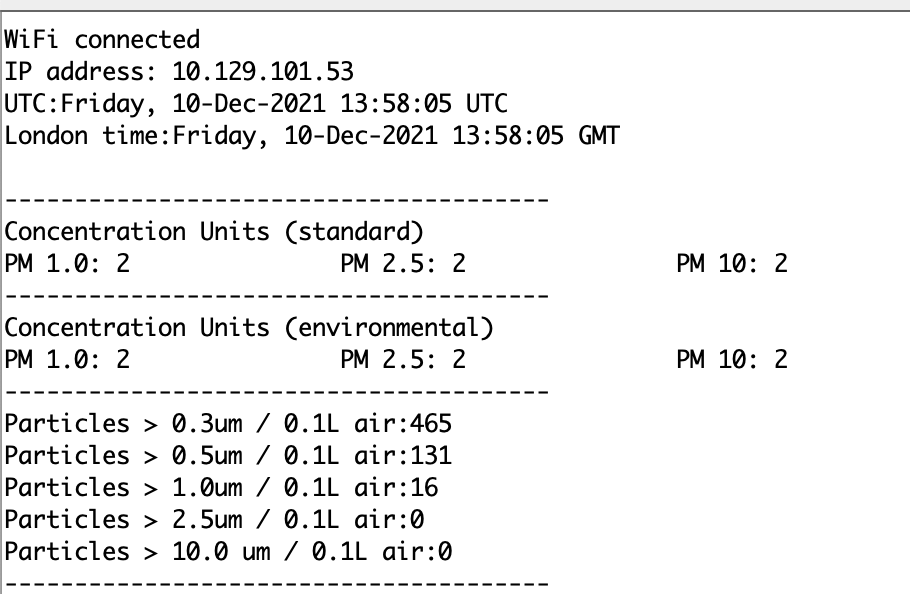 WiFi connected
IP address: 10.129.101.53
UTC:Friday, 10-Dec-2021 13:58:05 UTC
London time:Friday, 10-Dec-2021 13:58:05 GMT
---------------------------------------
Concentration Units (standard)
PM 1.0: 2 PM 2.5: 2 PM 10: 2
---------------------------------------
Concentration Units (environmental)
PM 1.0: 2 PM 2.5: 2 PM 10: 2
---------------------------------------
Particles > 0.3um / 0.1L air:465
Particles > 0.5um / 0.1L air:131
Particles > 1.0um / 0.1L air:16
Particles > 2.5um / 0.1L air:0
Particles > 10.0 um / 0.1L air:0
---------------------------------------